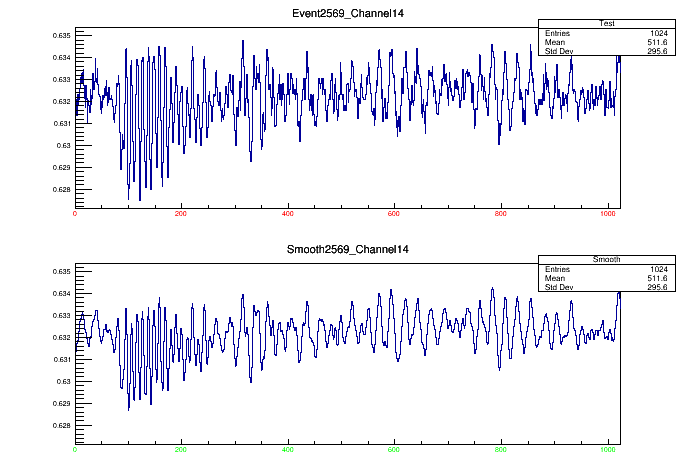 Event2569_Channel14
Test
Entries 1024
Mean 511.6
Std Dev 295.6
0.635
0.634
0.633
0.632
0.631
0.63
0.629
0.628
0 200 400 600 800 1000
Smooth2569_Channel14
Smooth
Entries 1024
Mean 511.6
Std Dev 295.6
0.635
0.634
0.633
0.632
0.631
0.63
0.629
0.628
0 200 400 600 800 1000